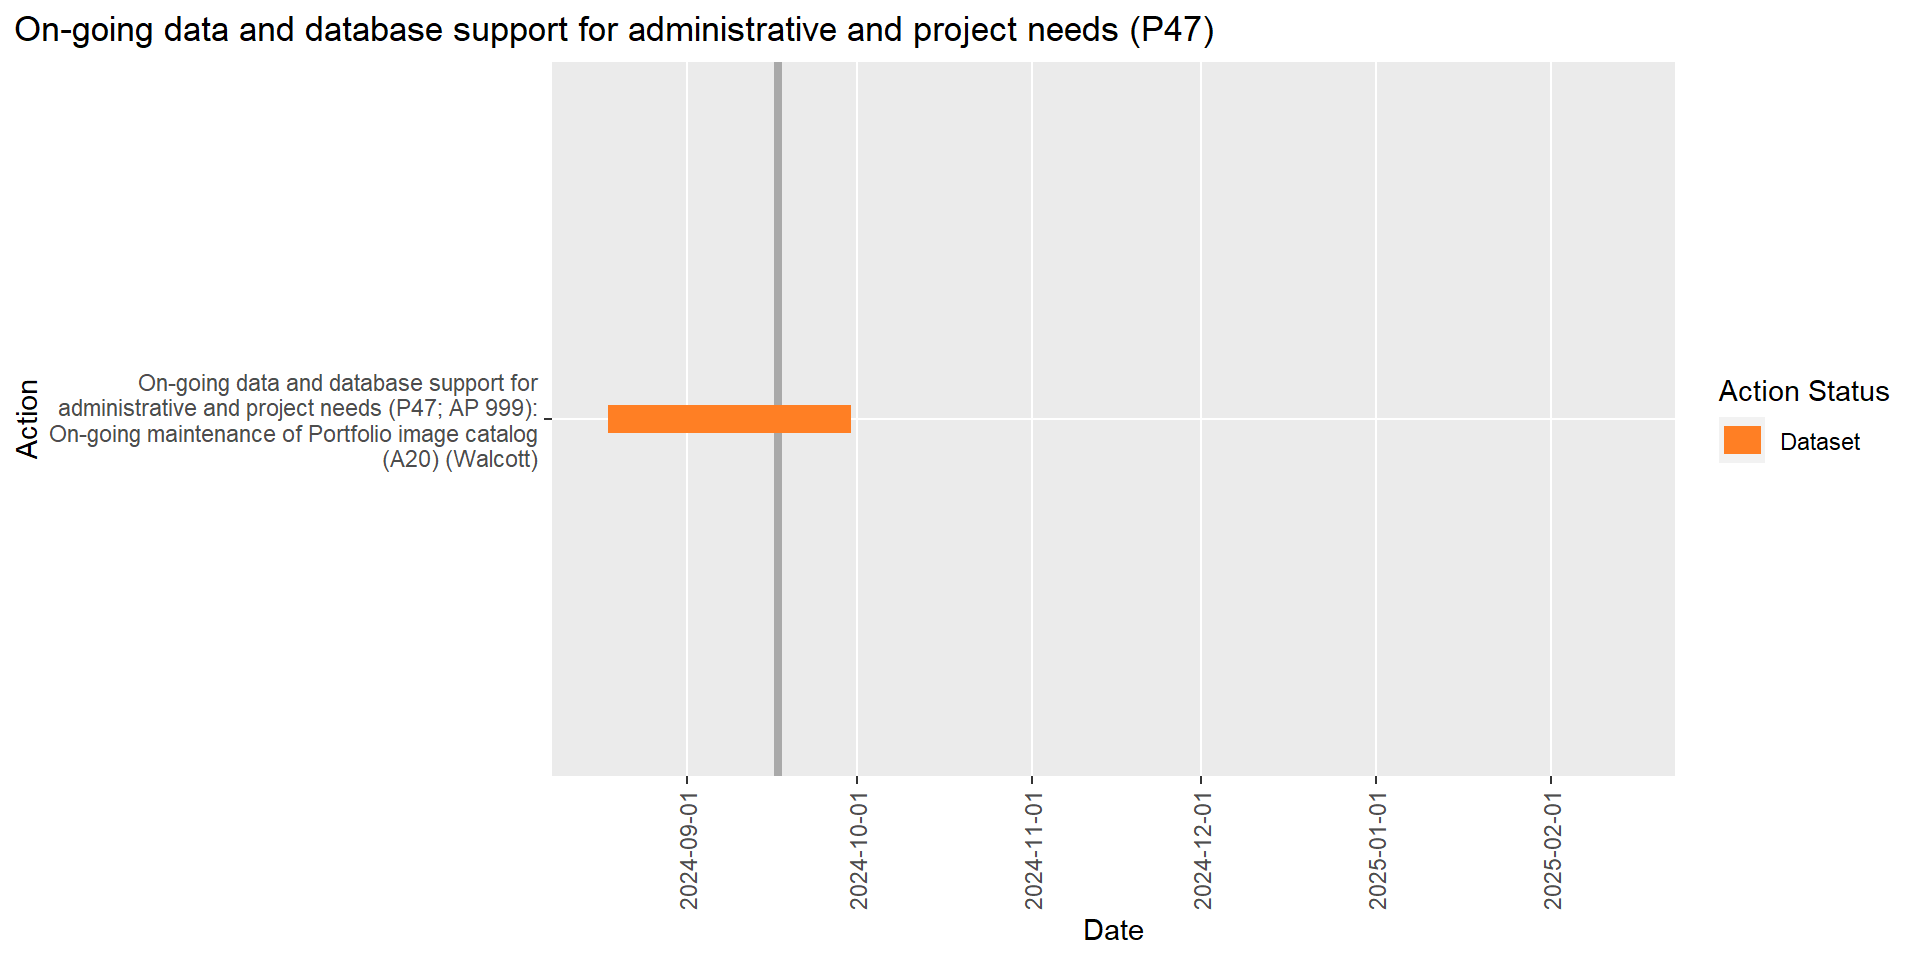 On-going data and database support for administrative and project needs (P47)
Action
On-going data and database support for
administrative and project needs (P47; AP 999):
On-going maintenance of Portfolio image catalog
(A20) (Walcott)
Action Status
Dataset
2024-09-01
2024-10-01
2024-11-01
2024-12-01
2025-01-01
2025-02-01
Date